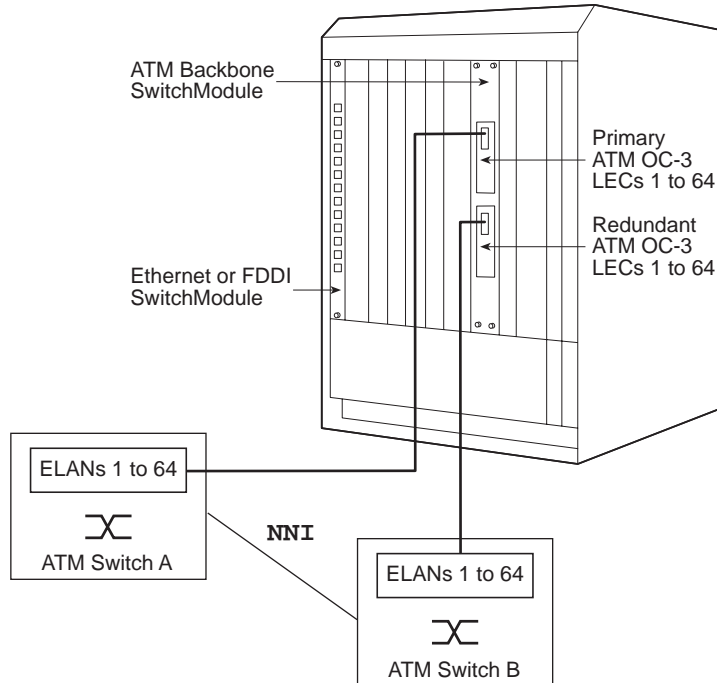 ATM Backbone
SwitchModule
Primary
ATM OC-3
LECs 1 to 64
Redundant
ATM OC-3
LECs 1 to 64
Ethernet or FDDI
SwitchModule
ELANs 1 to 64
ATM Switch A
NNI
ELANs 1 to 64
ATM Switch B